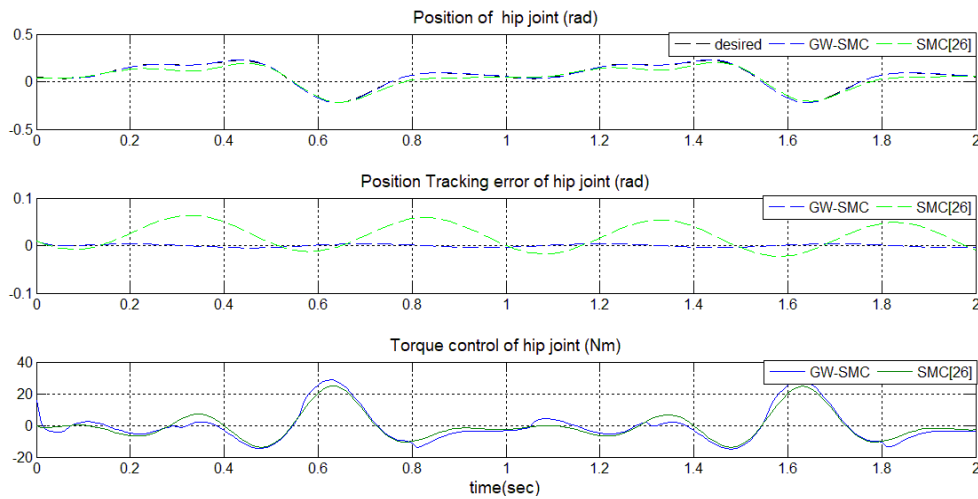 Position of hip joint (rad)
desired GW-SMC SMC[26]
0.5
0
-0.5
0 0.2 0.4 0.6 0.8 1 1.2 1.4 1.6 1.8 2
Position Tracking error of hip joint (rad)
GW-SMC SMC[26]
0.1
0
-0.1
0 0.2 0.4 0.6 0.8 1 1.2 1.4 1.6 1.8 2
Torque control of hip joint (Nm)
GW-SMC SMC[26]
40
20
0
-20
0 0.2 0.4 0.6 0.8 1 1.2 1.4 1.6 1.8 2
time(sec)